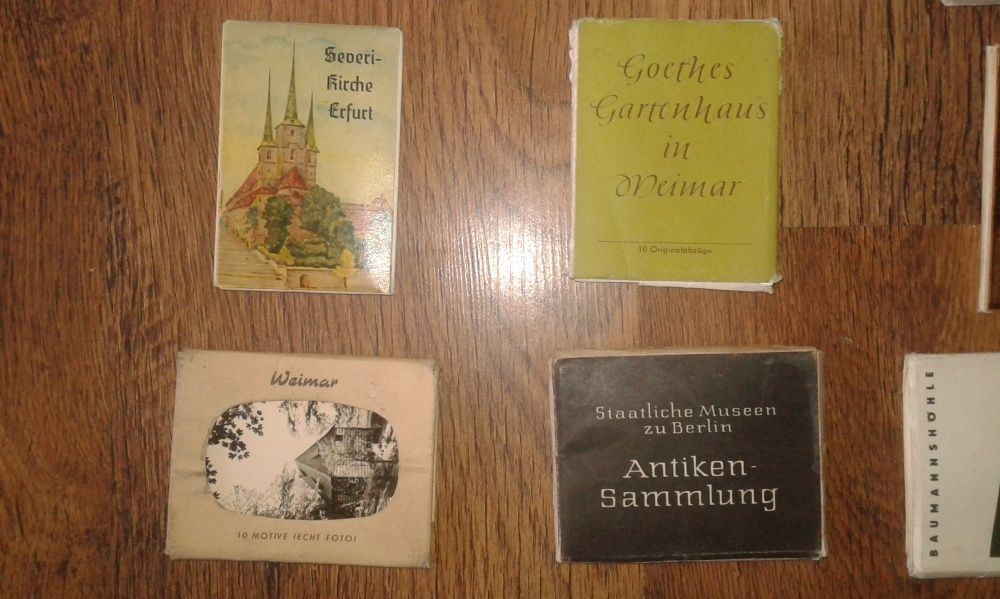 Severi-
Kirche
Erfurt
Goethes
Gartenhaus
in
Weimar
10 Originalabzüge
Weimar
10 MOTIVE (ECHT FOTO)
Staatliche Museen
zu Berlin
Antiken-
Sammlung
BAUMANNSHÖHLE